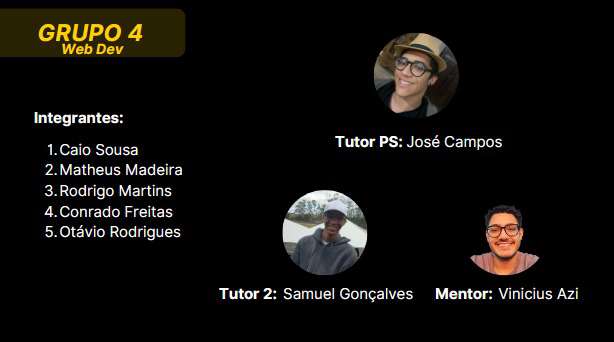 GRUPO 4
Web Dev
Integrantes:
1. Caio Sousa
2. Matheus Madeira
3. Rodrigo Martins
4. Conrado Freitas
5. Otávio Rodrigues
Tutor PS: José Campos
Tutor 2: Samuel Gonçalves
Mentor: Vinicius Azi